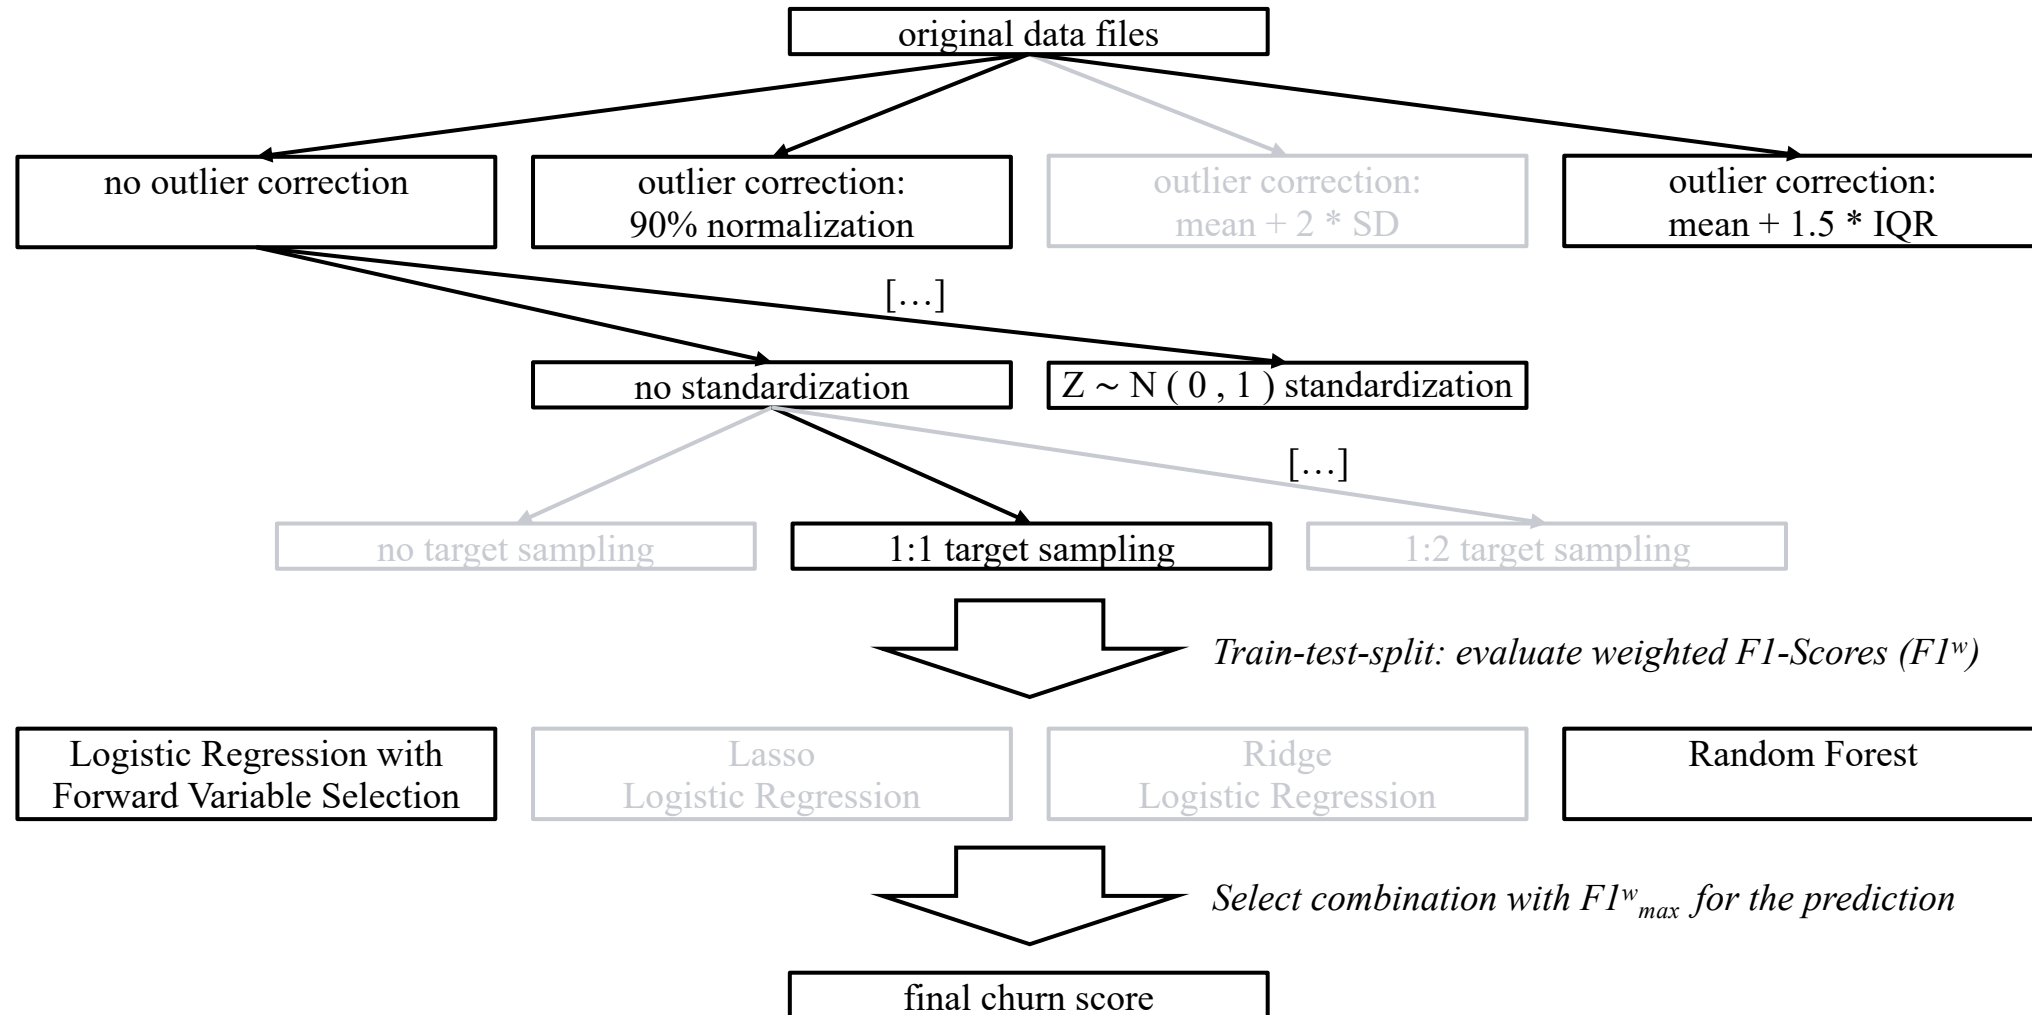 original data files
no outlier correction
outlier correction:
90% normalization
outlier correction:
mean + 2 * SD
outlier correction:
mean + 1.5 * IQR
[…]
no standardization
Z ~ N ( 0 , 1 ) standardization
[…]
no target sampling
1:1 target sampling
1:2 target sampling
Train-test-split: evaluate weighted F1-Scores (F1ʷ)
Logistic Regression with
Forward Variable Selection
Lasso
Logistic Regression
Ridge
Logistic Regression
Random Forest
Select combination with F1ʷₘₐₓ for the prediction
final churn score